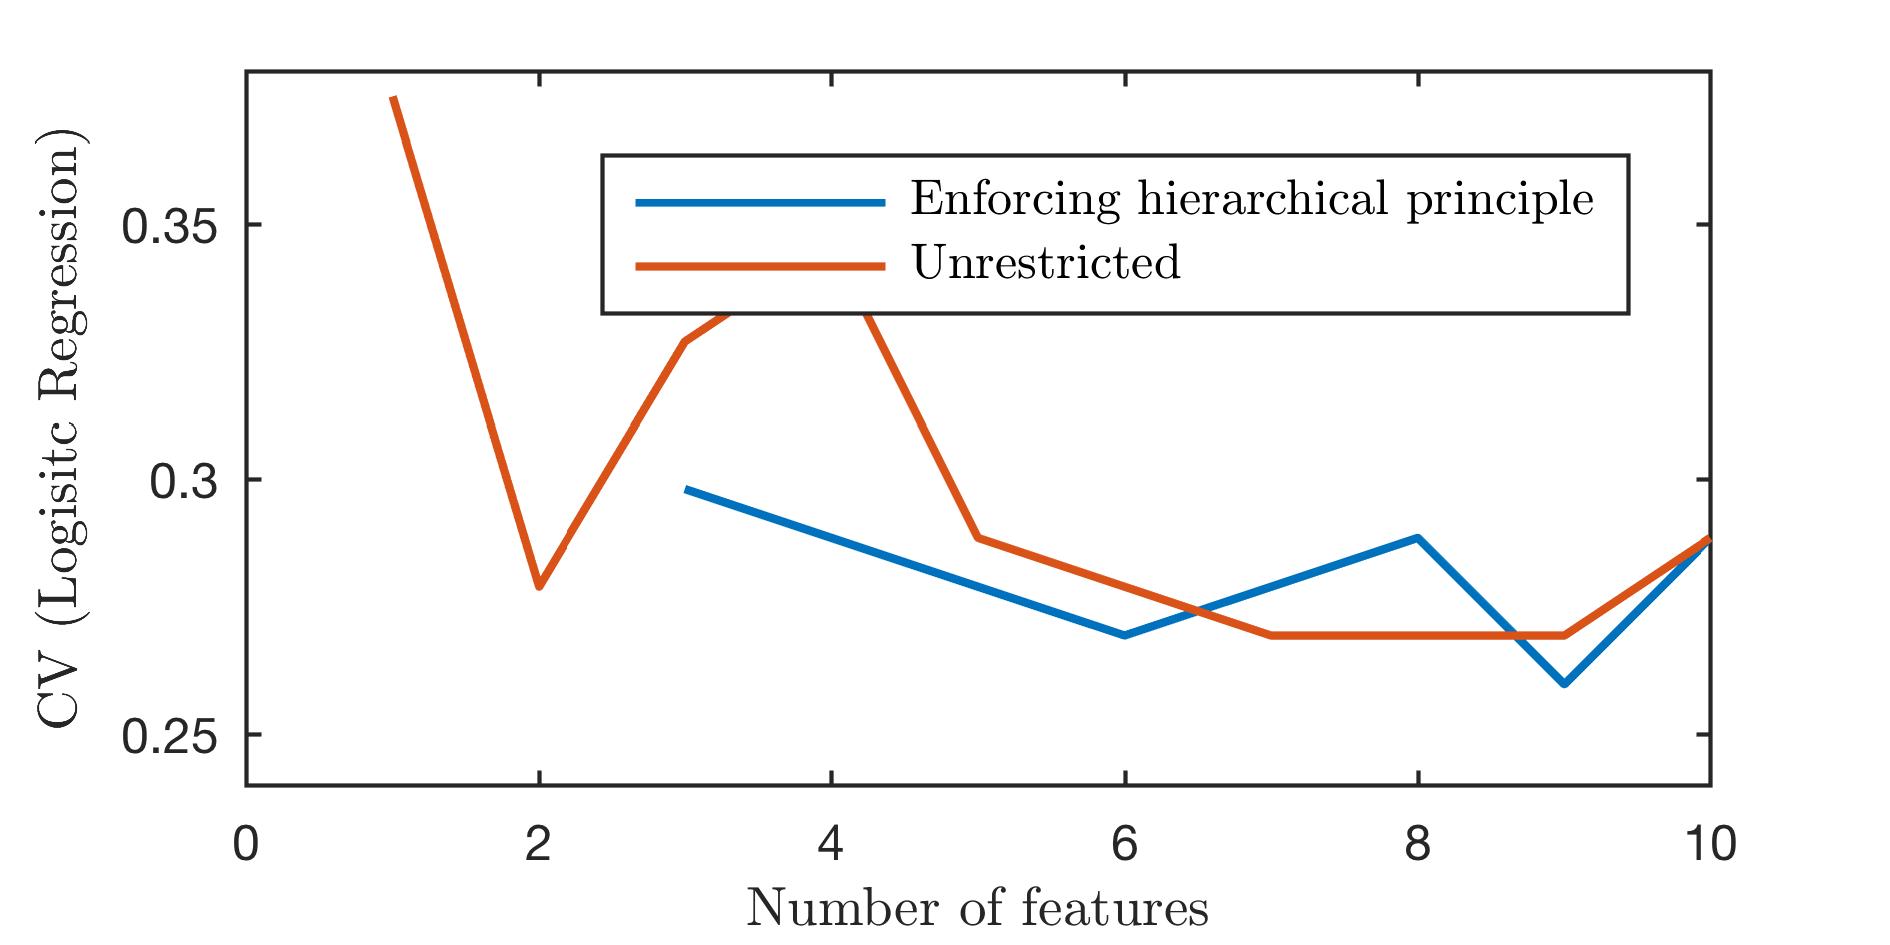 CV (Logisitc Regression)
0.35
0.3
0.25
Enforcing hierarchical principle
Unrestricted
0 2 4 6 8 10
Number of features